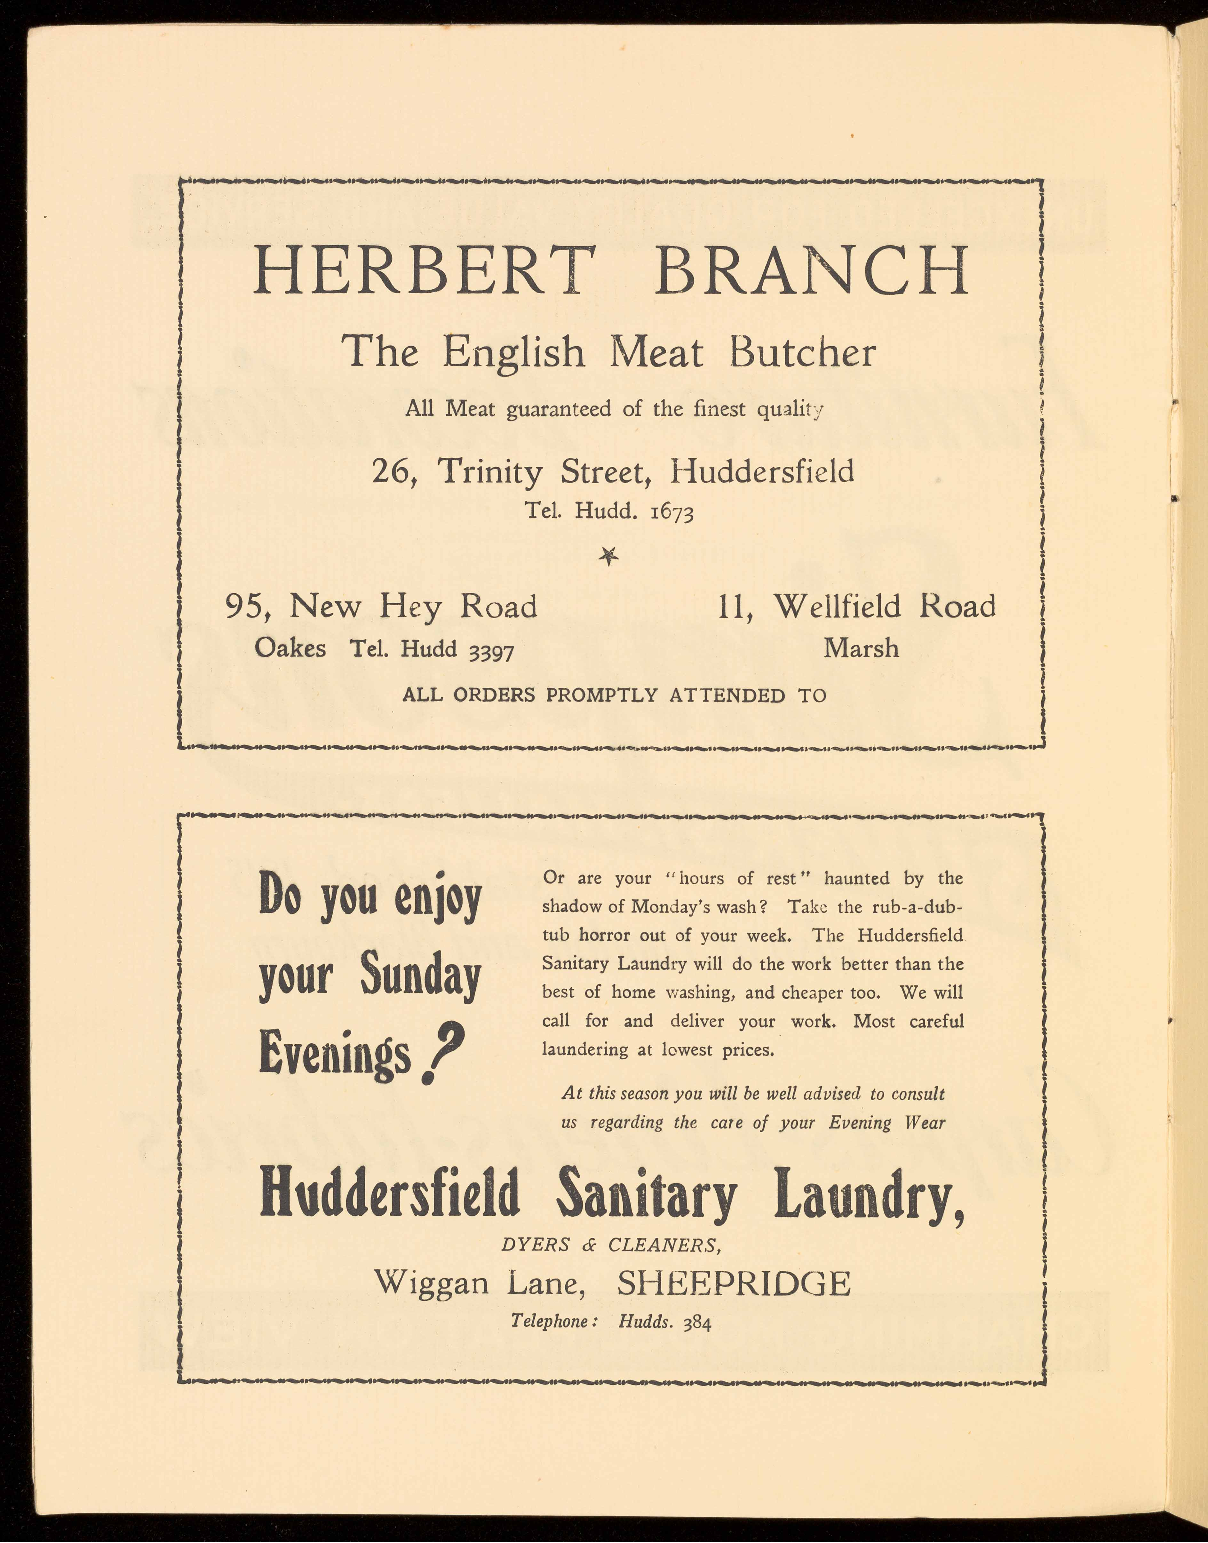 HERBERT BRANCH
The English Meat Butcher
All Meat guaranteed of the finest quality
26, Trinity Street, Huddersfield
Tel. Hudd. 1673
95, New Hey Road
Oakes Tel. Hudd 3397
11, Wellfield Road
Marsh
ALL ORDERS PROMPTLY ATTENDED TO
Do you enjoy
your Sunday
Evenings?
Or are your "hours of rest" haunted by the
shadow of Monday's wash? Take the rub-a-dub-
tub horror out of your week. The Huddersfield
Sanitary Laundry will do the work better than the
best of home washing, and cheaper too. We will
call for and deliver your work. Most careful
laundering at lowest prices.
At this season you will be well advised to consult
us regarding the care of your Evening Wear
Huddersfield Sanitary Laundry,
DYERS & CLEANERS,
Wiggan Lane, SHEEPRIDGE
Telephone: Hudds. 384